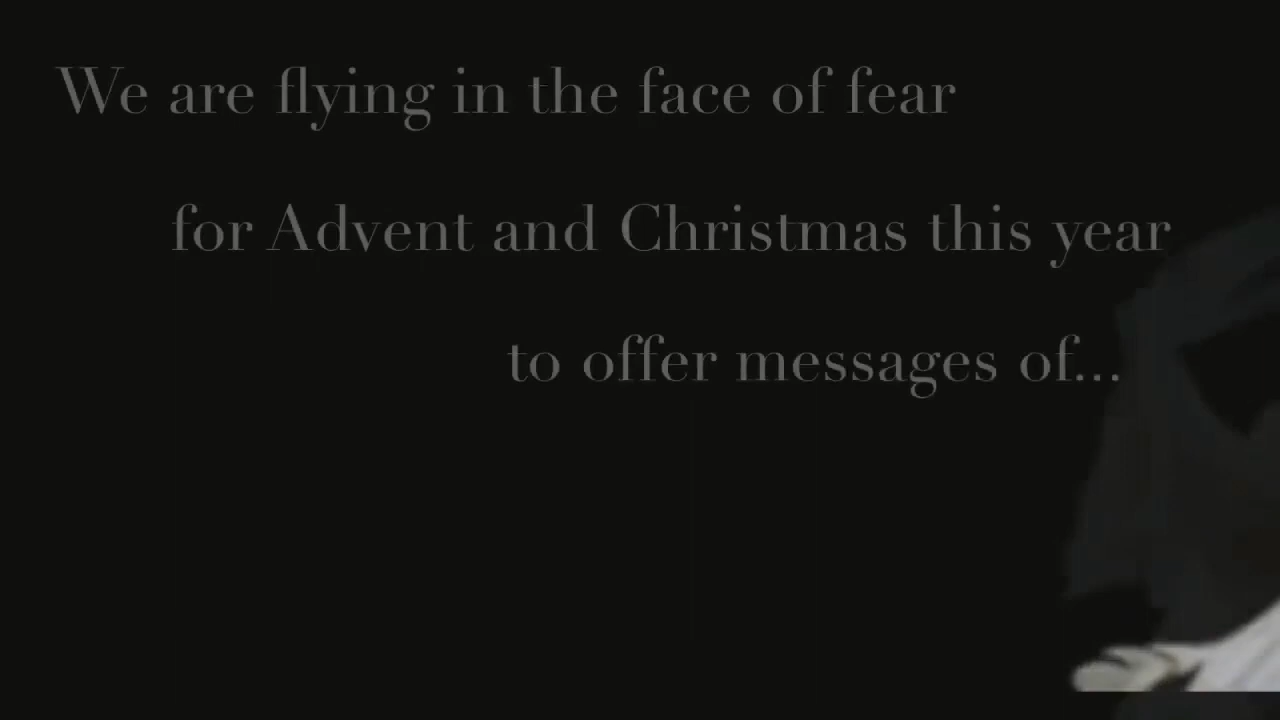 We are flying in the face of fear
for Advent and Christmas this year
to offer messages of...